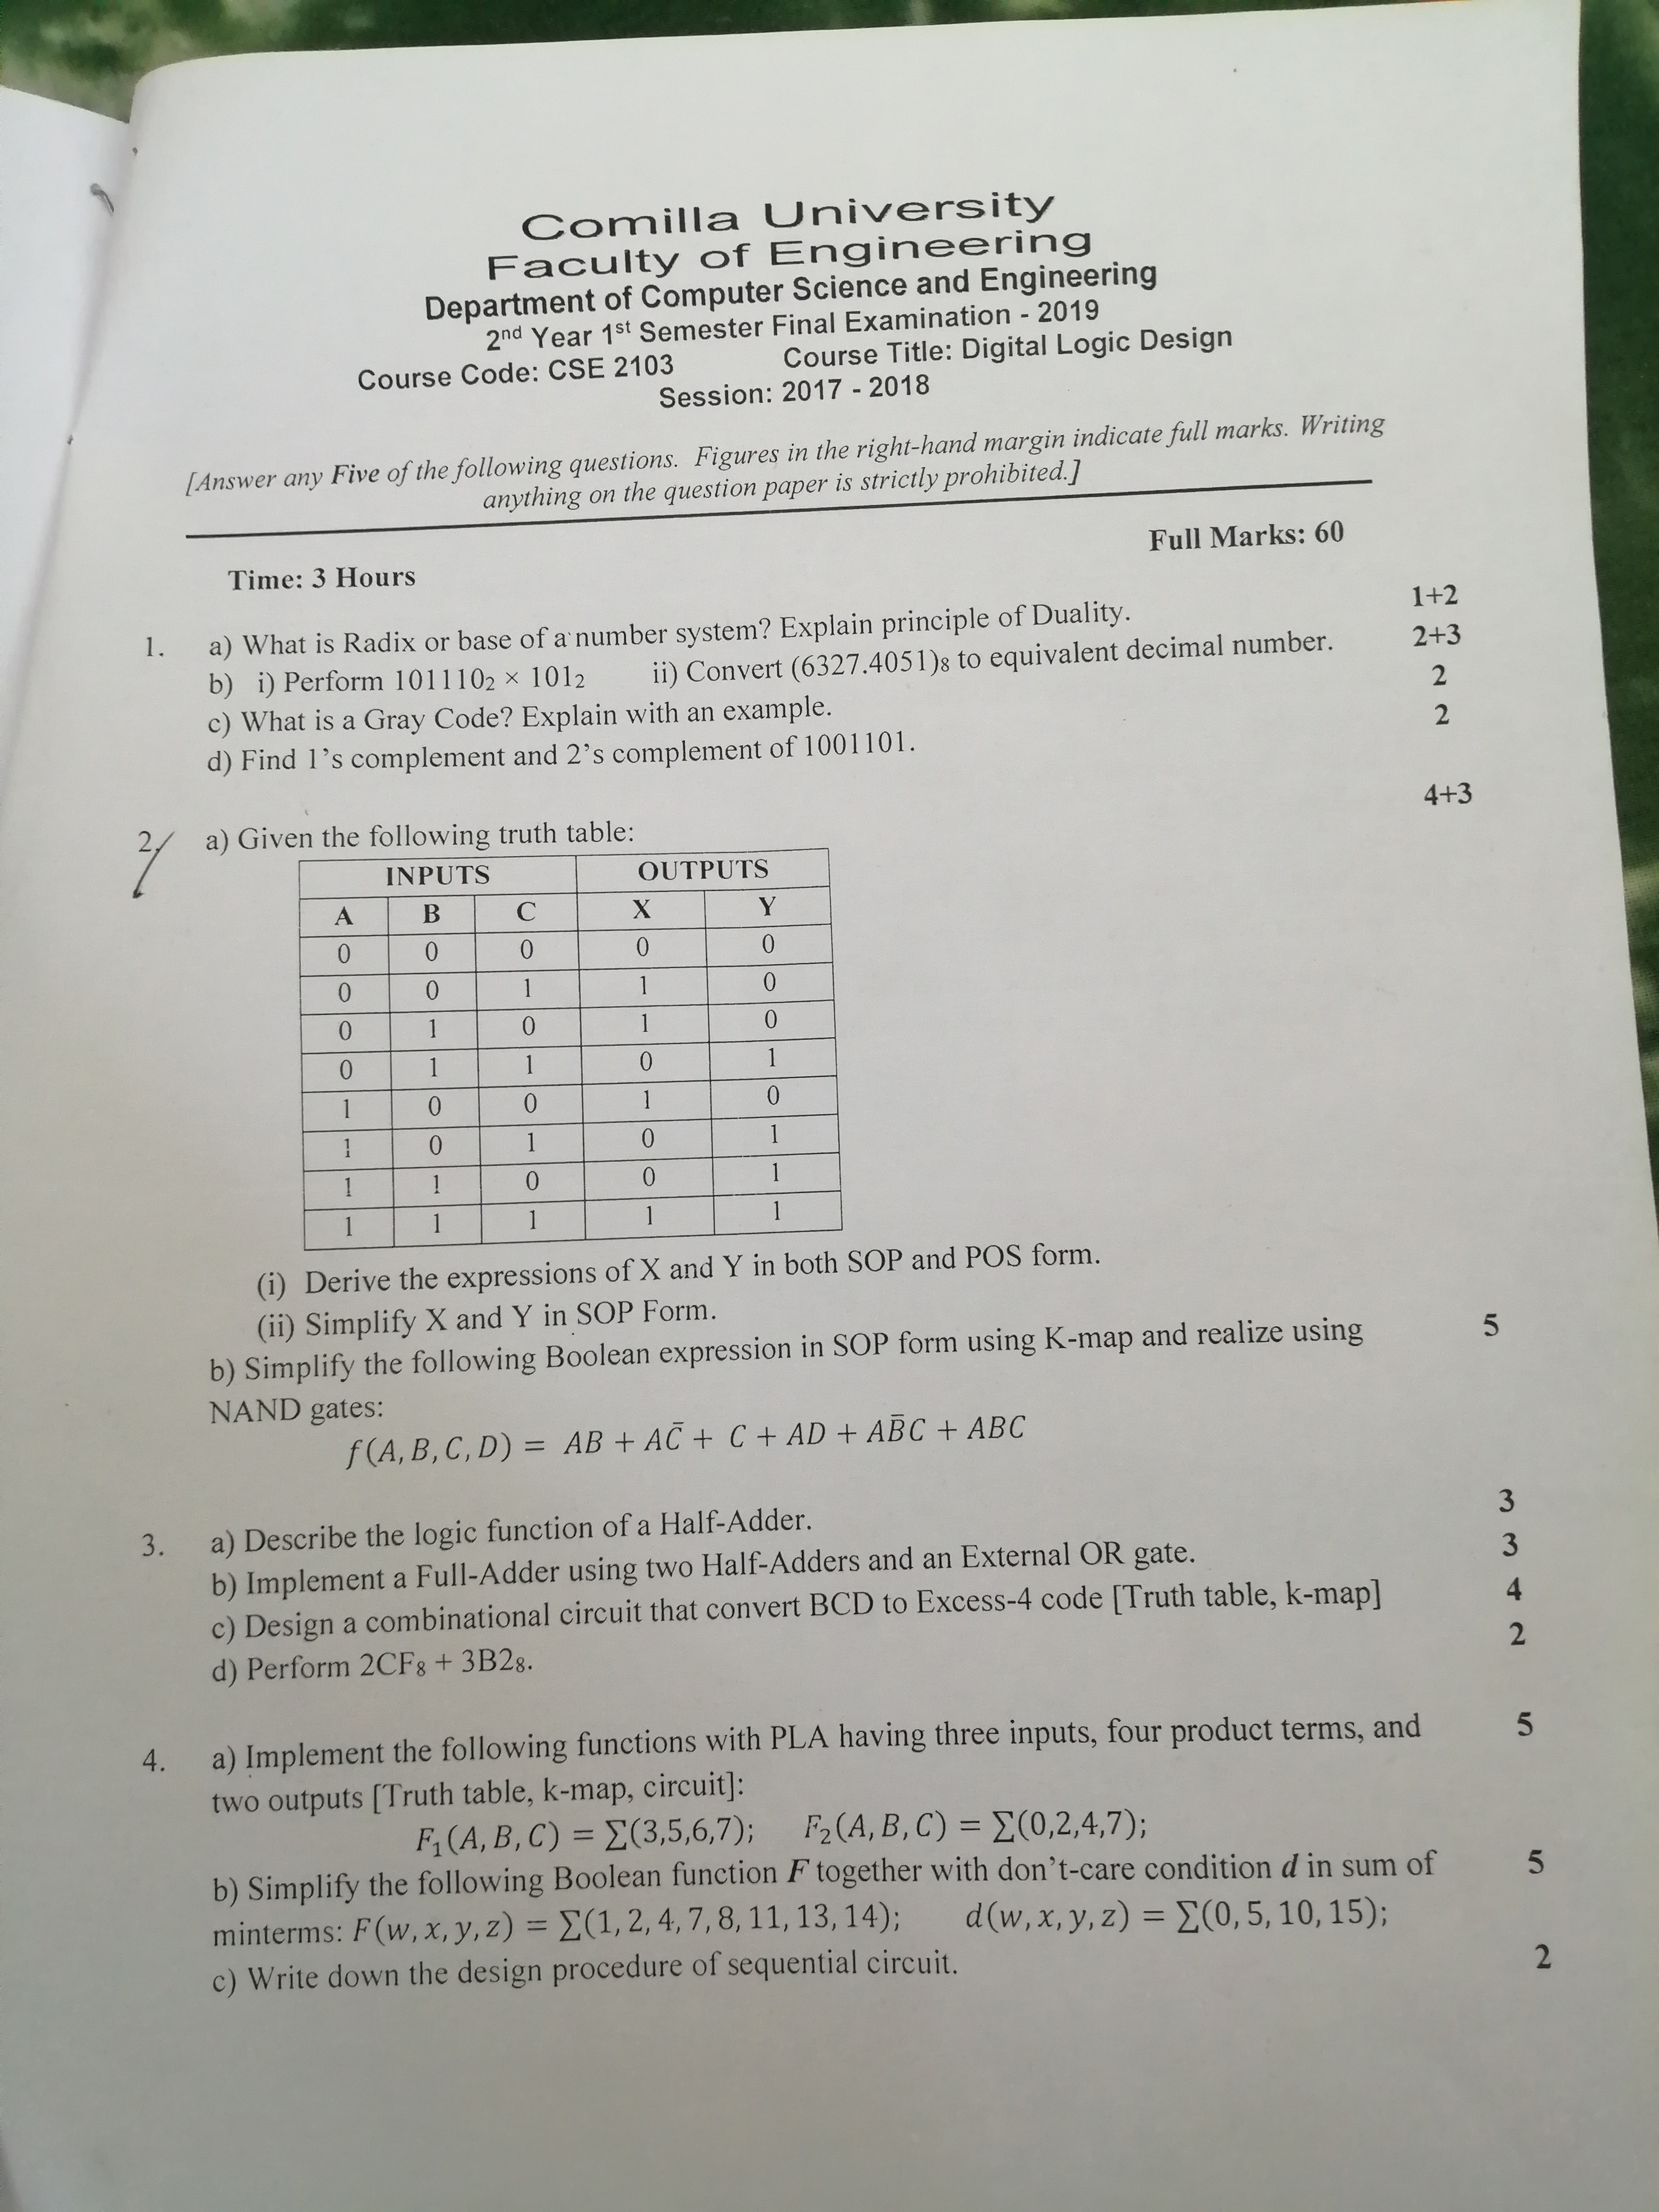 Comilla University
Faculty of Engineering
Department of Computer Science and Engineering
2nd Year 1st Semester Final Examination - 2019
Course Code: CSE 2103 Course Title: Digital Logic Design
Session: 2017 - 2018
[Answer any Five of the following questions. Figures in the right-hand margin indicate full marks. Writing
anything on the question paper is strictly prohibited.]
Time: 3 Hours Full Marks: 60
1. a) What is Radix or base of a number system? Explain principle of Duality. 1+2
b) i) Perform 101110₂ × 101₂ ii) Convert (6327.4051)₈ to equivalent decimal number. 2+3
c) What is a Gray Code? Explain with an example. 2
d) Find 1's complement and 2's complement of 1001101. 2
2. a) Given the following truth table: 4+3
INPUTS OUTPUTS
A B C X Y
0 0 0 0 0
0 0 1 1 0
0 1 0 1 0
0 1 1 0 1
1 0 0 1 0
1 0 1 0 1
1 1 0 0 1
1 1 1 1 1
(i) Derive the expressions of X and Y in both SOP and POS form.
(ii) Simplify X and Y in SOP Form.
b) Simplify the following Boolean expression in SOP form using K-map and realize using 5
NAND gates:
f(A, B, C, D) = AB + AC̄ + C + AD + AB̄C + ABC
3. a) Describe the logic function of a Half-Adder. 3
b) Implement a Full-Adder using two Half-Adders and an External OR gate. 3
c) Design a combinational circuit that convert BCD to Excess-4 code [Truth table, k-map] 4
d) Perform 2CF₈ + 3B2₈. 2
4. a) Implement the following functions with PLA having three inputs, four product terms, and 5
two outputs [Truth table, k-map, circuit]:
F₁(A, B, C) = ∑(3,5,6,7); F₂(A, B, C) = ∑(0,2,4,7);
b) Simplify the following Boolean function F together with don't-care condition d in sum of 5
minterms: F(w, x, y, z) = ∑(1, 2, 4, 7, 8, 11, 13, 14); d(w, x, y, z) = ∑(0, 5, 10, 15);
c) Write down the design procedure of sequential circuit. 2